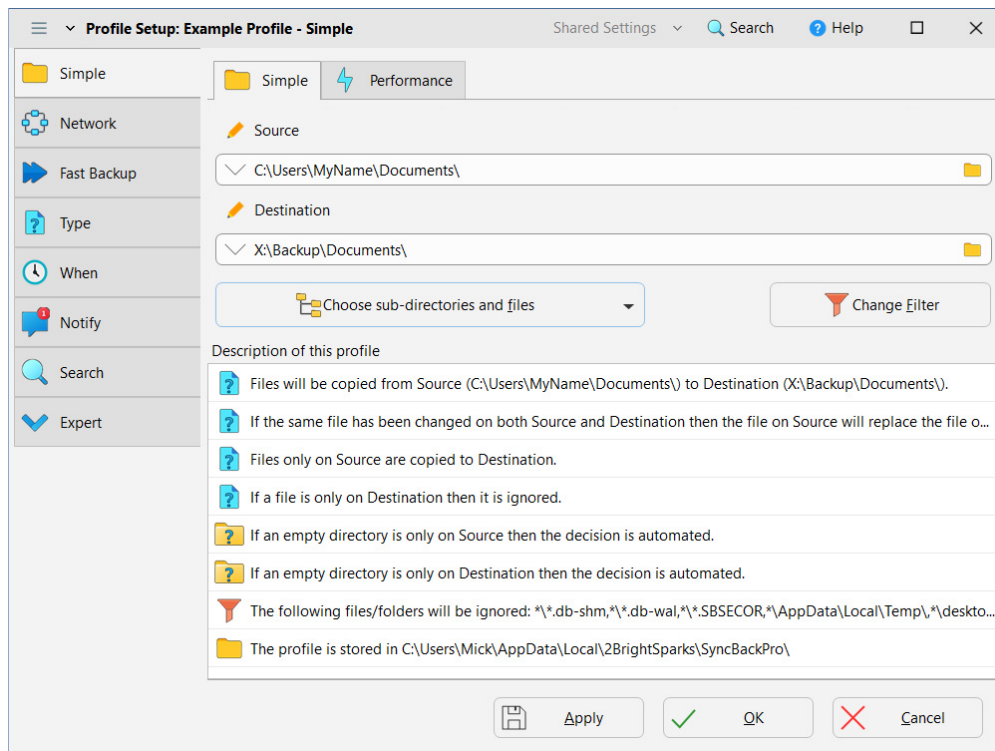 Profile Setup: Example Profile - Simple
Shared Settings
Search
Help
Simple
Network
Fast Backup
Type
When
1
Notify
Search
Expert
Simple
Performance
Source
C:\Users\MyName\Documents\
Destination
X:\Backup\Documents\
Choose sub-directories and files
Change Filter
Description of this profile
Files will be copied from Source (C:\Users\MyName\Documents\) to Destination (X:\Backup\Documents\).
If the same file has been changed on both Source and Destination then the file on Source will replace the file o...
Files only on Source are copied to Destination.
If a file is only on Destination then it is ignored.
If an empty directory is only on Source then the decision is automated.
If an empty directory is only on Destination then the decision is automated.
The following files/folders will be ignored: *\*.db-shm,*\*.db-wal,*\*.SBSECOR,*\AppData\Local\Temp\,*\deskto...
The profile is stored in C:\Users\Mick\AppData\Local\2BrightSparks\SyncBackPro\
Apply
OK
Cancel